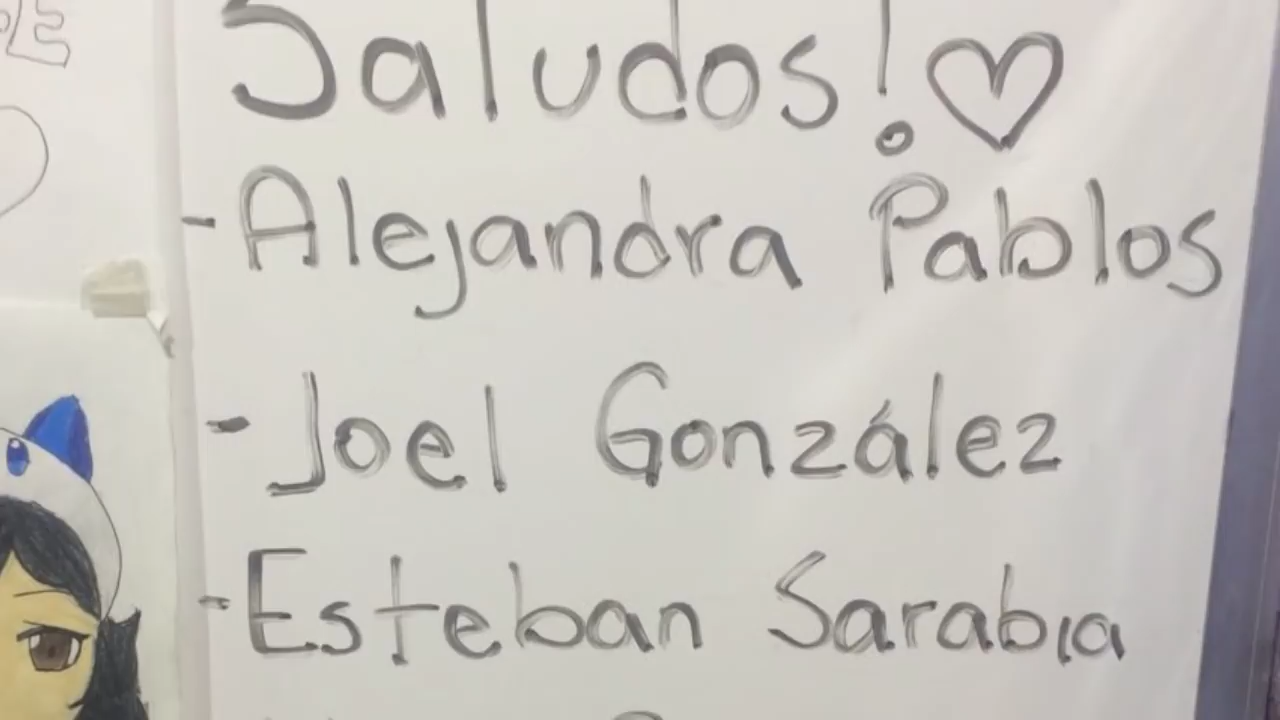 Saludos!
- Alejandra Pablos
- Joel González
- Esteban Sarabia